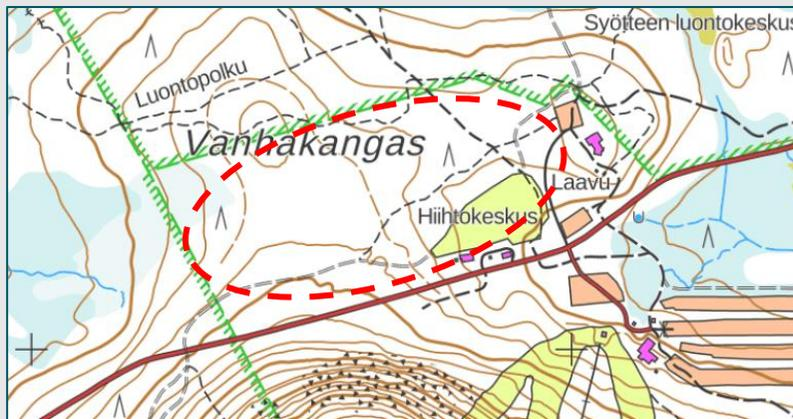 Syötteen luontokeskus
Luontopolku
Vanhakangas
Laavu
Hiihtokeskus